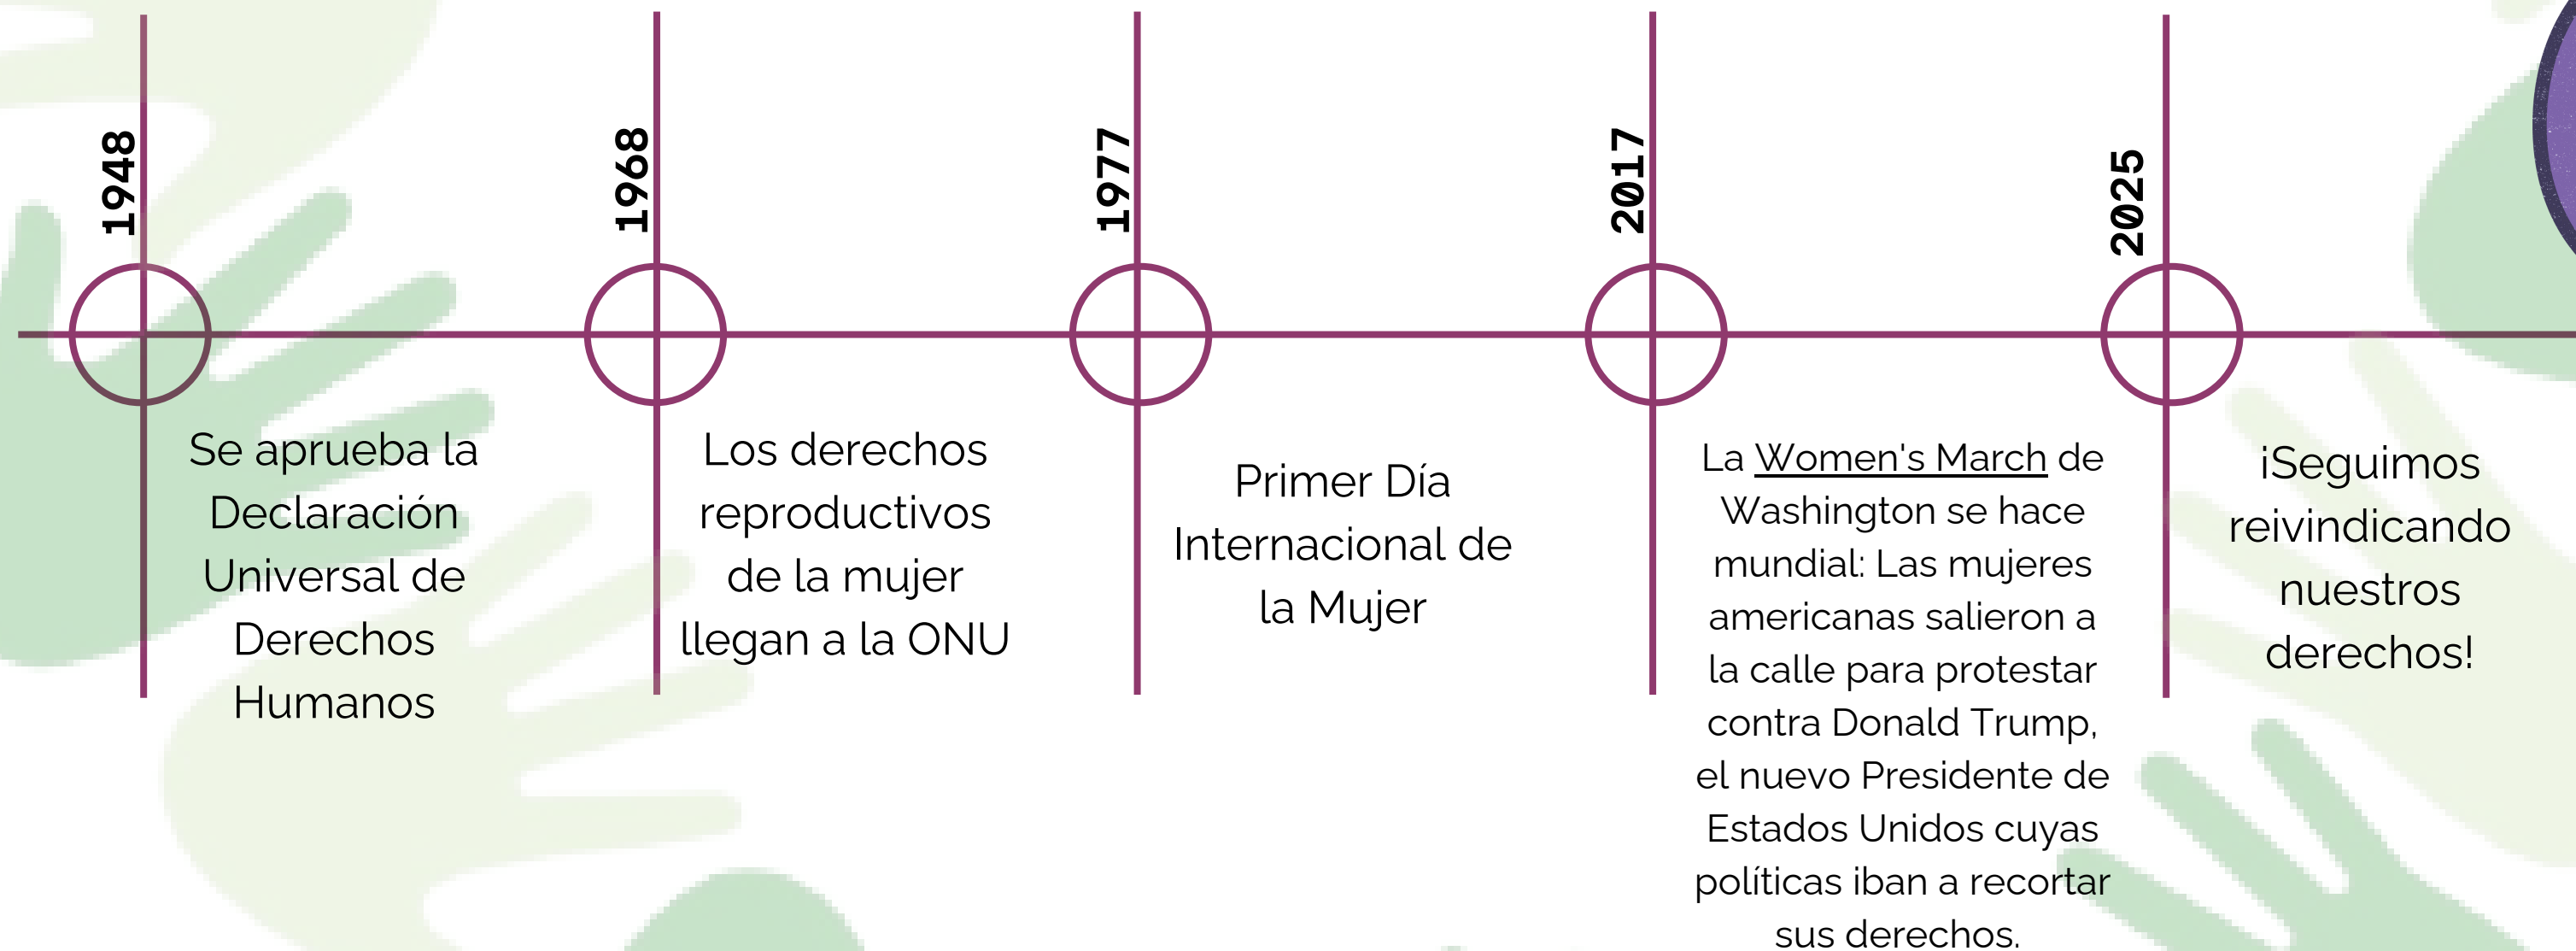 1948
Se aprueba la
Declaración
Universal de
Derechos
Humanos
1968
Los derechos
reproductivos
de la mujer
llegan a la ONU
1977
Primer Día
Internacional de
la Mujer
2017
La Women's March de
Washington se hace
mundial: Las mujeres
americanas salieron a
la calle para protestar
contra Donald Trump,
el nuevo Presidente de
Estados Unidos cuyas
políticas iban a recortar
sus derechos.
2025
¡Seguimos
reivindicando
nuestros
derechos!